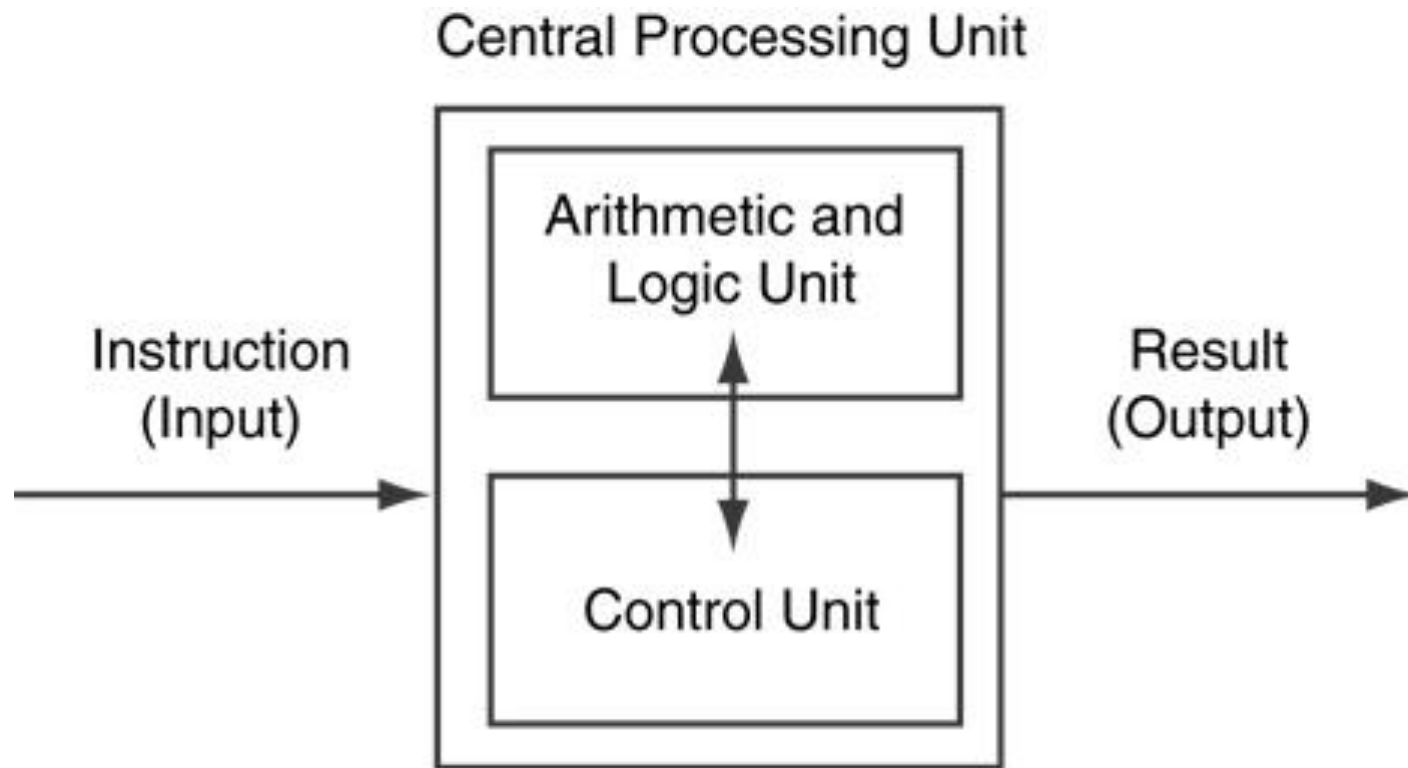 Central Processing Unit
Arithmetic and
Logic Unit
Instruction
(Input)
Result
(Output)
Control Unit